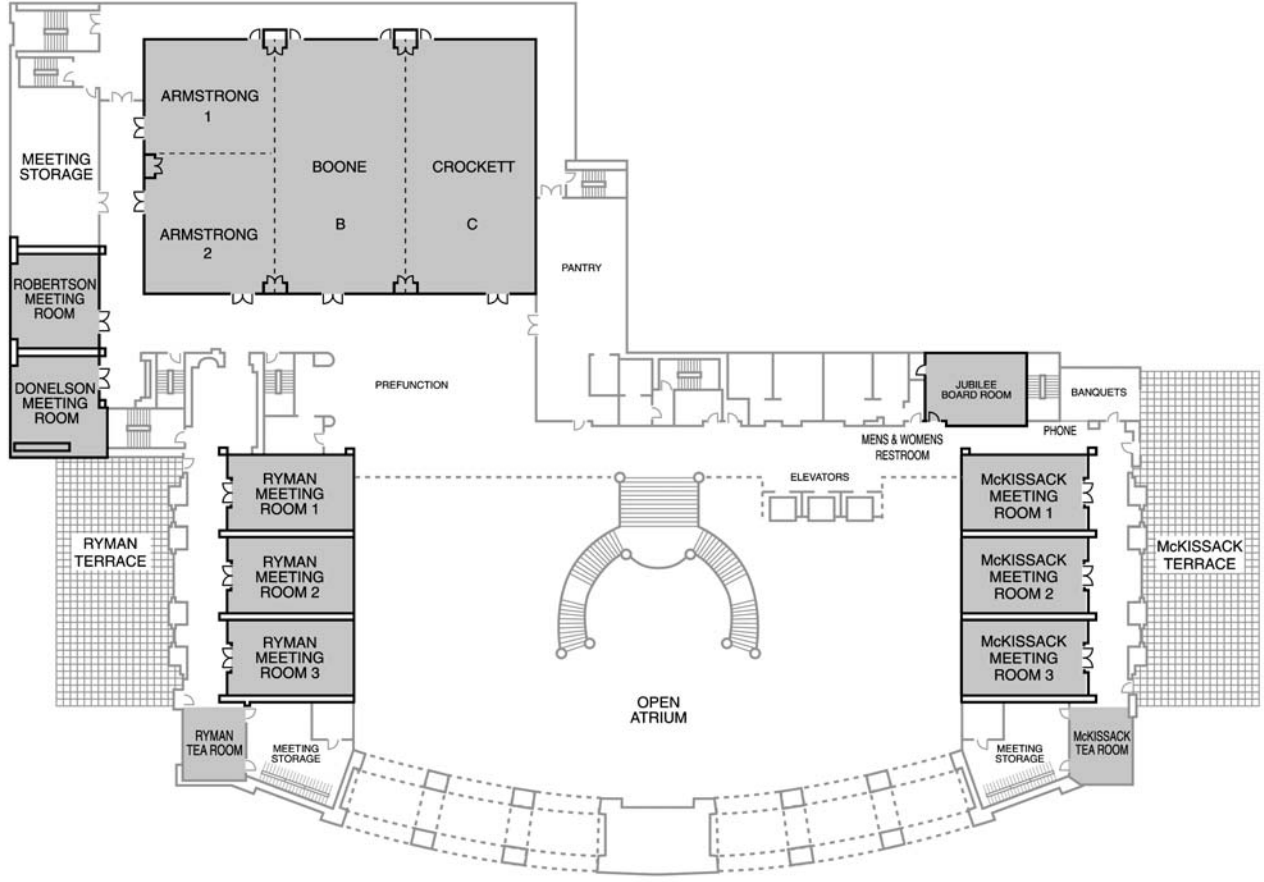 ARMSTRONG
1
MEETING
STORAGE
BOONE
CROCKETT
B
C
ARMSTRONG
2
PANTRY
ROBERTSON
MEETING
ROOM
DONELSON
MEETING
ROOM
PREFUNCTION
JUBILEE
BOARD ROOM
BANQUETS
PHONE
MENS & WOMENS
RESTROOM
ELEVATORS
RYMAN
MEETING
ROOM 1
McKISSACK
MEETING
ROOM 1
RYMAN
TERRACE
RYMAN
MEETING
ROOM 2
McKISSACK
MEETING
ROOM 2
McKISSACK
TERRACE
RYMAN
MEETING
ROOM 3
McKISSACK
MEETING
ROOM 3
OPEN
ATRIUM
RYMAN
TEA ROOM
MEETING
STORAGE
MEETING
STORAGE
McKISSACK
TEA ROOM